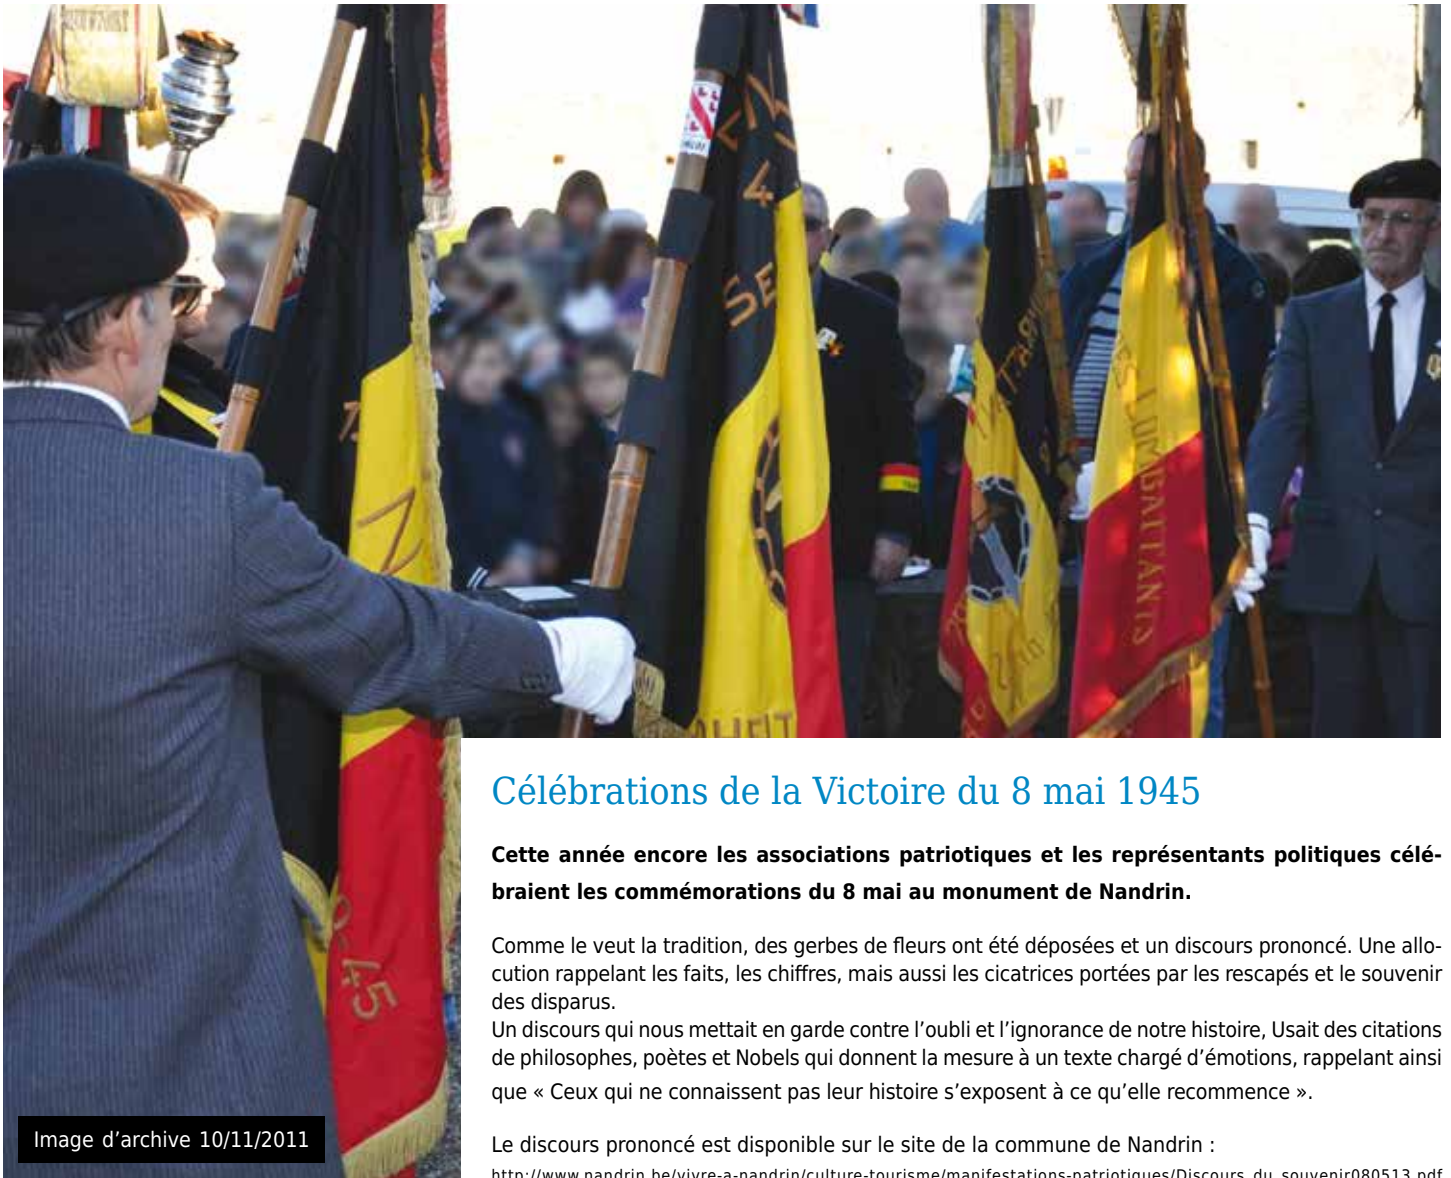 4
SE
COMBATTANTS
HEIT
45
Image d’archive 10/11/2011
Célébrations de la Victoire du 8 mai 1945
Cette année encore les associations patriotiques et les représentants politiques célé-
braient les commémorations du 8 mai au monument de Nandrin.
Comme le veut la tradition, des gerbes de fleurs ont été déposées et un discours prononcé. Une allo-
cution rappelant les faits, les chiffres, mais aussi les cicatrices portées par les rescapés et le souvenir
des disparus.
Un discours qui nous mettait en garde contre l’oubli et l’ignorance de notre histoire, Usait des citations
de philosophes, poètes et Nobels qui donnent la mesure à un texte chargé d’émotions, rappelant ainsi
que « Ceux qui ne connaissent pas leur histoire s’exposent à ce qu’elle recommence ».
Le discours prononcé est disponible sur le site de la commune de Nandrin :
http://www.nandrin.be/vivre-a-nandrin/culture-tourisme/manifestations-patriotiques/Discours_du_souvenir080513.pdf